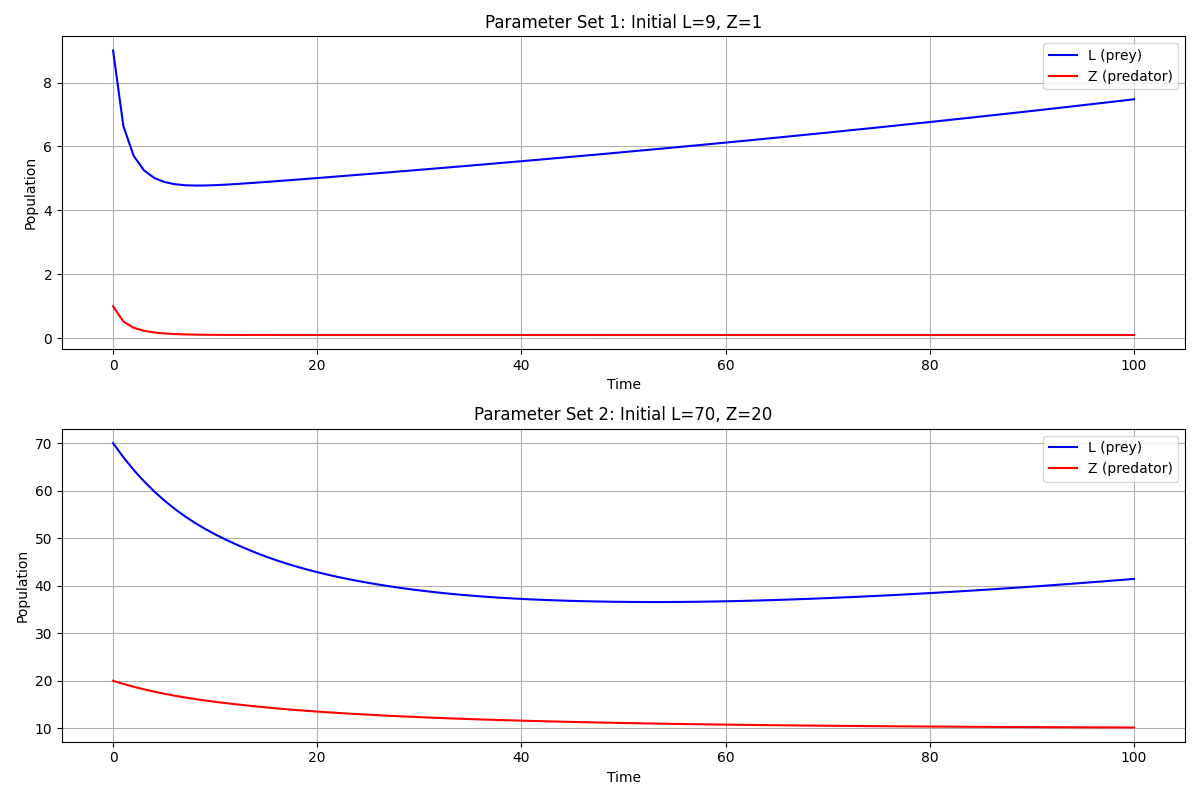 Parameter Set 1: Initial L=9, Z=1
L (prey)
Z (predator)
Population
8
6
4
2
0
0 20 40 60 80 100
Time
Parameter Set 2: Initial L=70, Z=20
L (prey)
Z (predator)
Population
70
60
50
40
30
20
10
0 20 40 60 80 100
Time